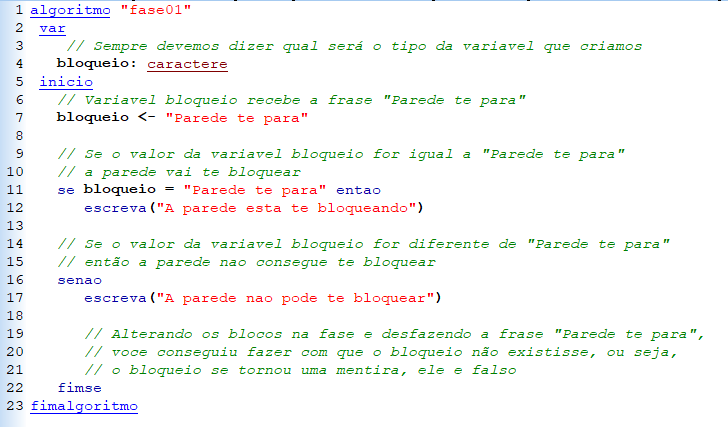 1 algoritmo "fase01"
2 var
3 // Sempre devemos dizer qual será o tipo da variavel que criamos
4 bloqueio: caractere
5 inicio
6 // Variavel bloqueio recebe a frase "Parede te para"
7 bloqueio <- "Parede te para"
8
9 // Se o valor da variavel bloqueio for igual a "Parede te para"
10 // a parede vai te bloquear
11 se bloqueio = "Parede te para" entao
12 escreva("A parede esta te bloqueando")
13
14 // Se o valor da variavel bloqueio for diferente de "Parede te para"
15 // então a parede nao consegue te bloquear
16 senao
17 escreva("A parede nao pode te bloquear")
18
19 // Alterando os blocos na fase e desfazendo a frase "Parede te para",
20 // voce conseguiu fazer com que o bloqueio não existisse, ou seja,
21 // o bloqueio se tornou uma mentira, ele e falso
22 fimse
23 fimalgoritmo